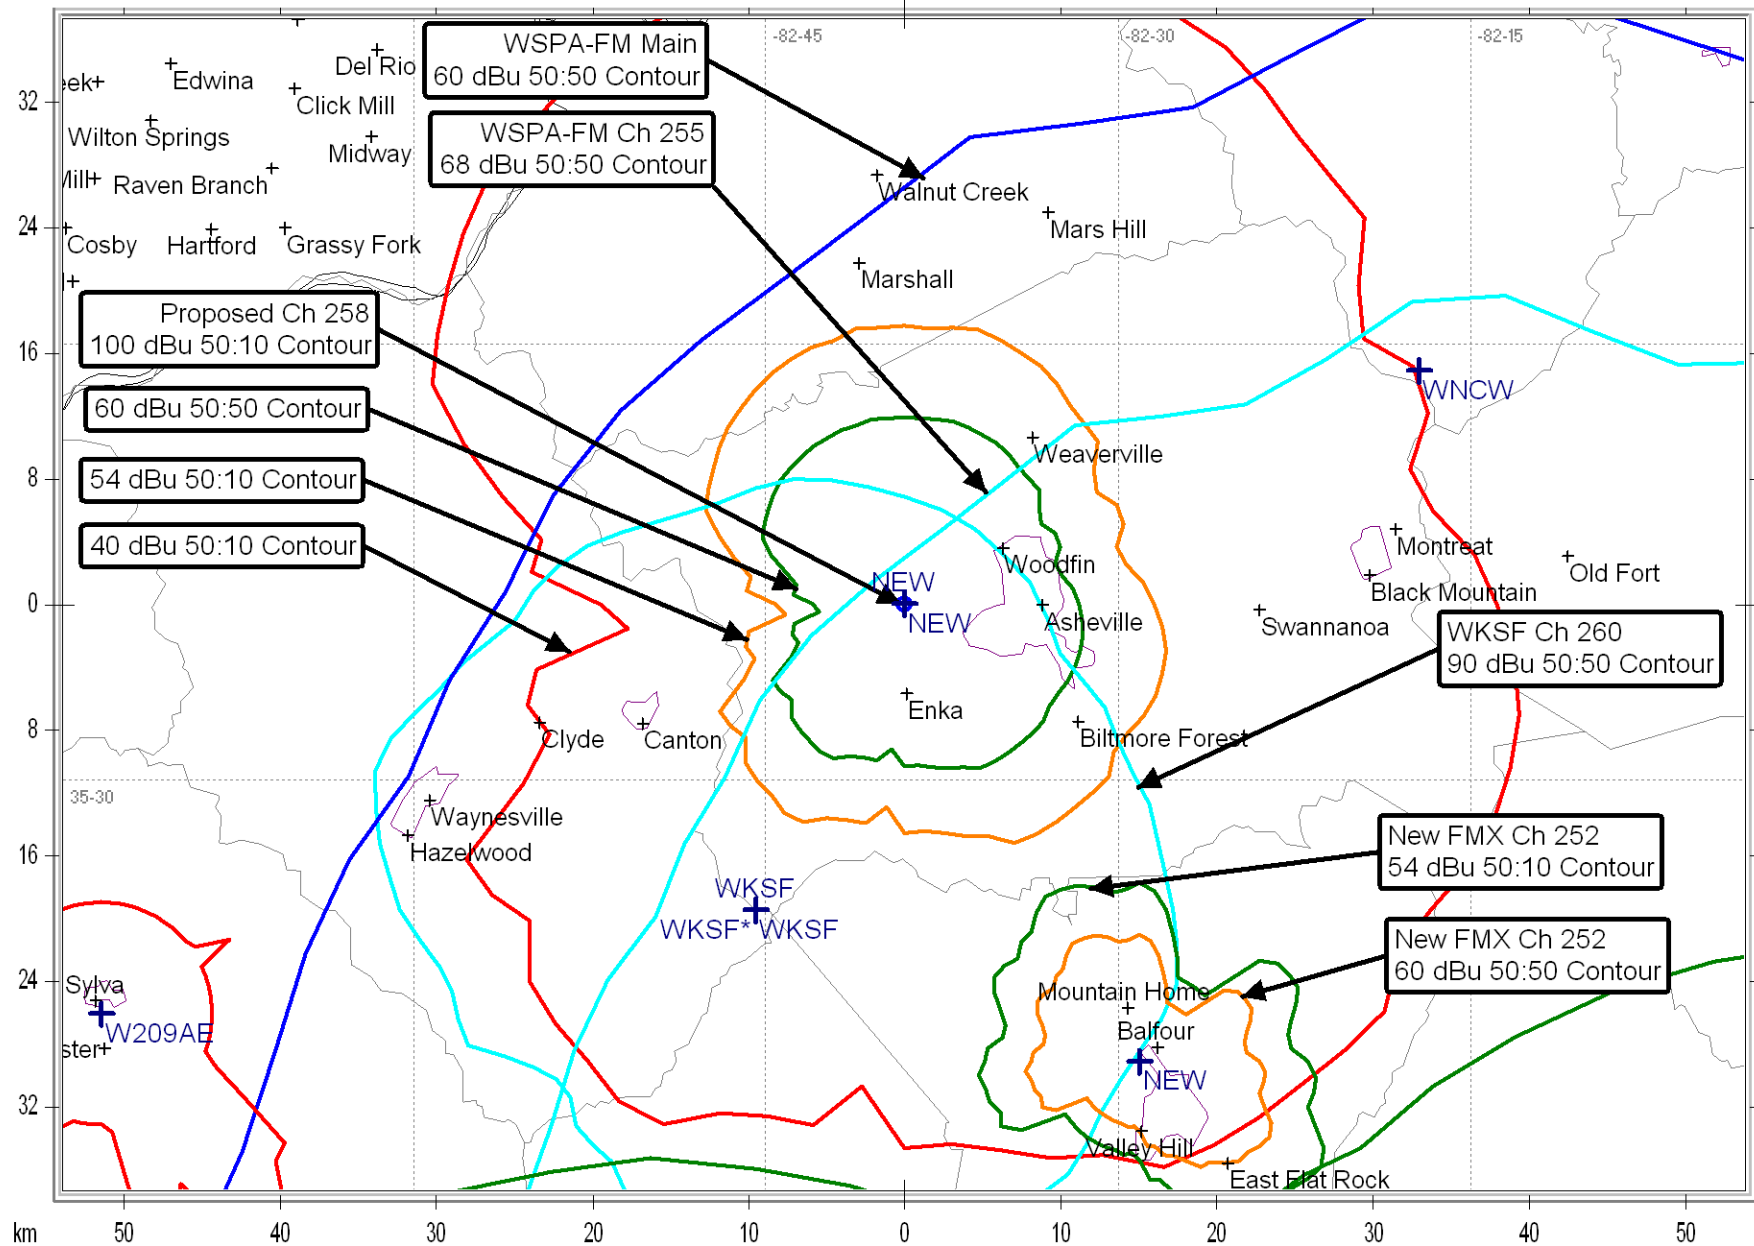 -82-45
-82-30
-82-15
WSPA-FM Main
60 dBu 50:50 Contour
Del Rio
eek
Edwina
32
Click Mill
WSPA-FM Ch 255
68 dBu 50:50 Contour
Wilton Springs
Midway
Raven Branch
Walnut Creek
24
Mars Hill
Cosby
Hartford
Grassy Fork
Marshall
Proposed Ch 258
100 dBu 50:10 Contour
16
WNCW
60 dBu 50:50 Contour
Weaverville
54 dBu 50:10 Contour
8
40 dBu 50:10 Contour
Montreat
Woodfin
Old Fort
NEW
Black Mountain
0
NEW
Asheville
Swannanoa
WKSF Ch 260
90 dBu 50:50 Contour
Enka
8
Clyde
Canton
Biltmore Forest
35-30
Waynesville
New FMX Ch 252
54 dBu 50:10 Contour
16
Hazelwood
WKSF
WKSF* WKSF
New FMX Ch 252
60 dBu 50:50 Contour
24
Sylva
Mountain Home
W209AE
Balfour
ster
NEW
32
Valley Hill
East Flat Rock
km
50
40
30
20
10
0
10
20
30
40
50